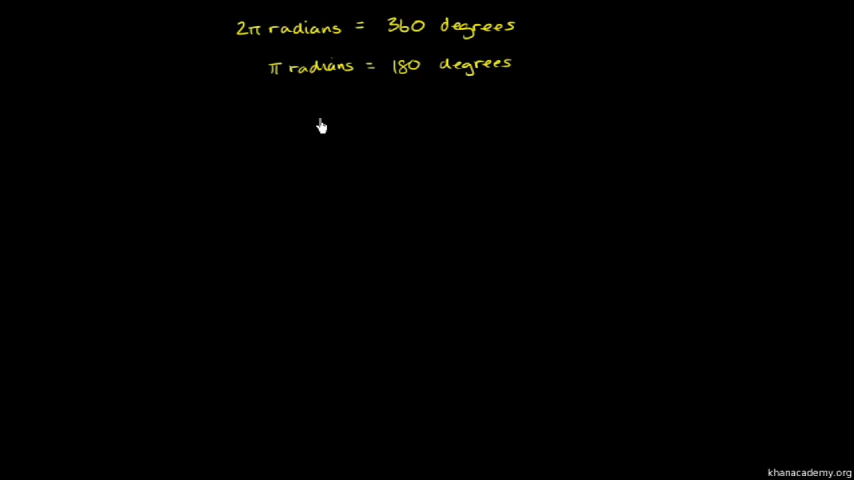 2π radians = 360 degrees
π radians = 180 degrees
khanacademy.org